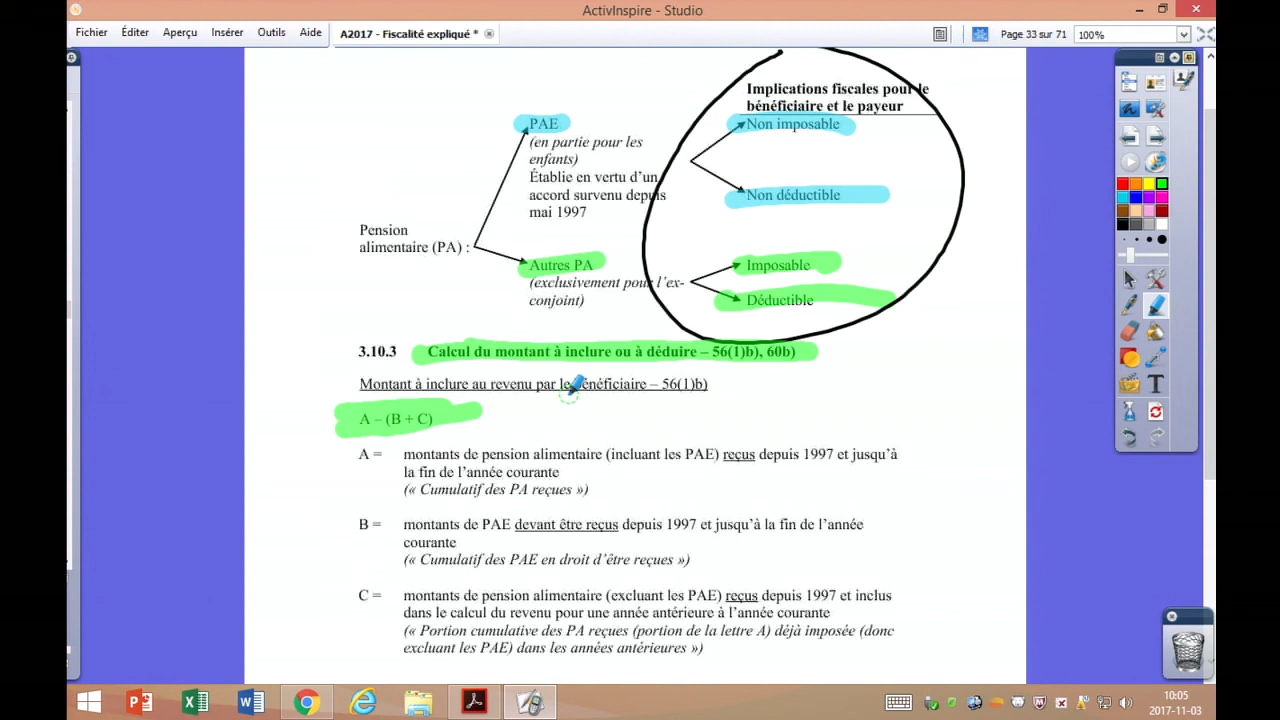 ActivInspire - Studio
Fichier Éditer Aperçu Insérer Outils Aide
A2017 - Fiscalité expliqué *
Page 33 sur 71
100%
Implications fiscales pour le
bénéficiaire et le payeur
PAE
Non imposable
(en partie pour les
enfants)
Établie en vertu d'un
accord survenu depuis
mai 1997
Non déductible
Pension
alimentaire (PA) :
Autres PA
Imposable
(exclusivement pour l'ex-
conjoint)
Déductible
3.10.3 Calcul du montant à inclure ou à déduire – 56(1)b), 60b)
Montant à inclure au revenu par le bénéficiaire – 56(1)b)
A – (B + C)
A = montants de pension alimentaire (incluant les PAE) reçus depuis 1997 et jusqu'à
la fin de l'année courante
(« Cumulatif des PA reçues »)
B = montants de PAE devant être reçus depuis 1997 et jusqu'à la fin de l'année
courante
(« Cumulatif des PAE en droit d'être reçues »)
C = montants de pension alimentaire (excluant les PAE) reçus depuis 1997 et inclus
dans le calcul du revenu pour une année antérieure à l'année courante
(« Portion cumulative des PA reçues (portion de la lettre A) déjà imposée (donc
excluant les PAE) dans les années antérieures »)
10:05
2017-11-03